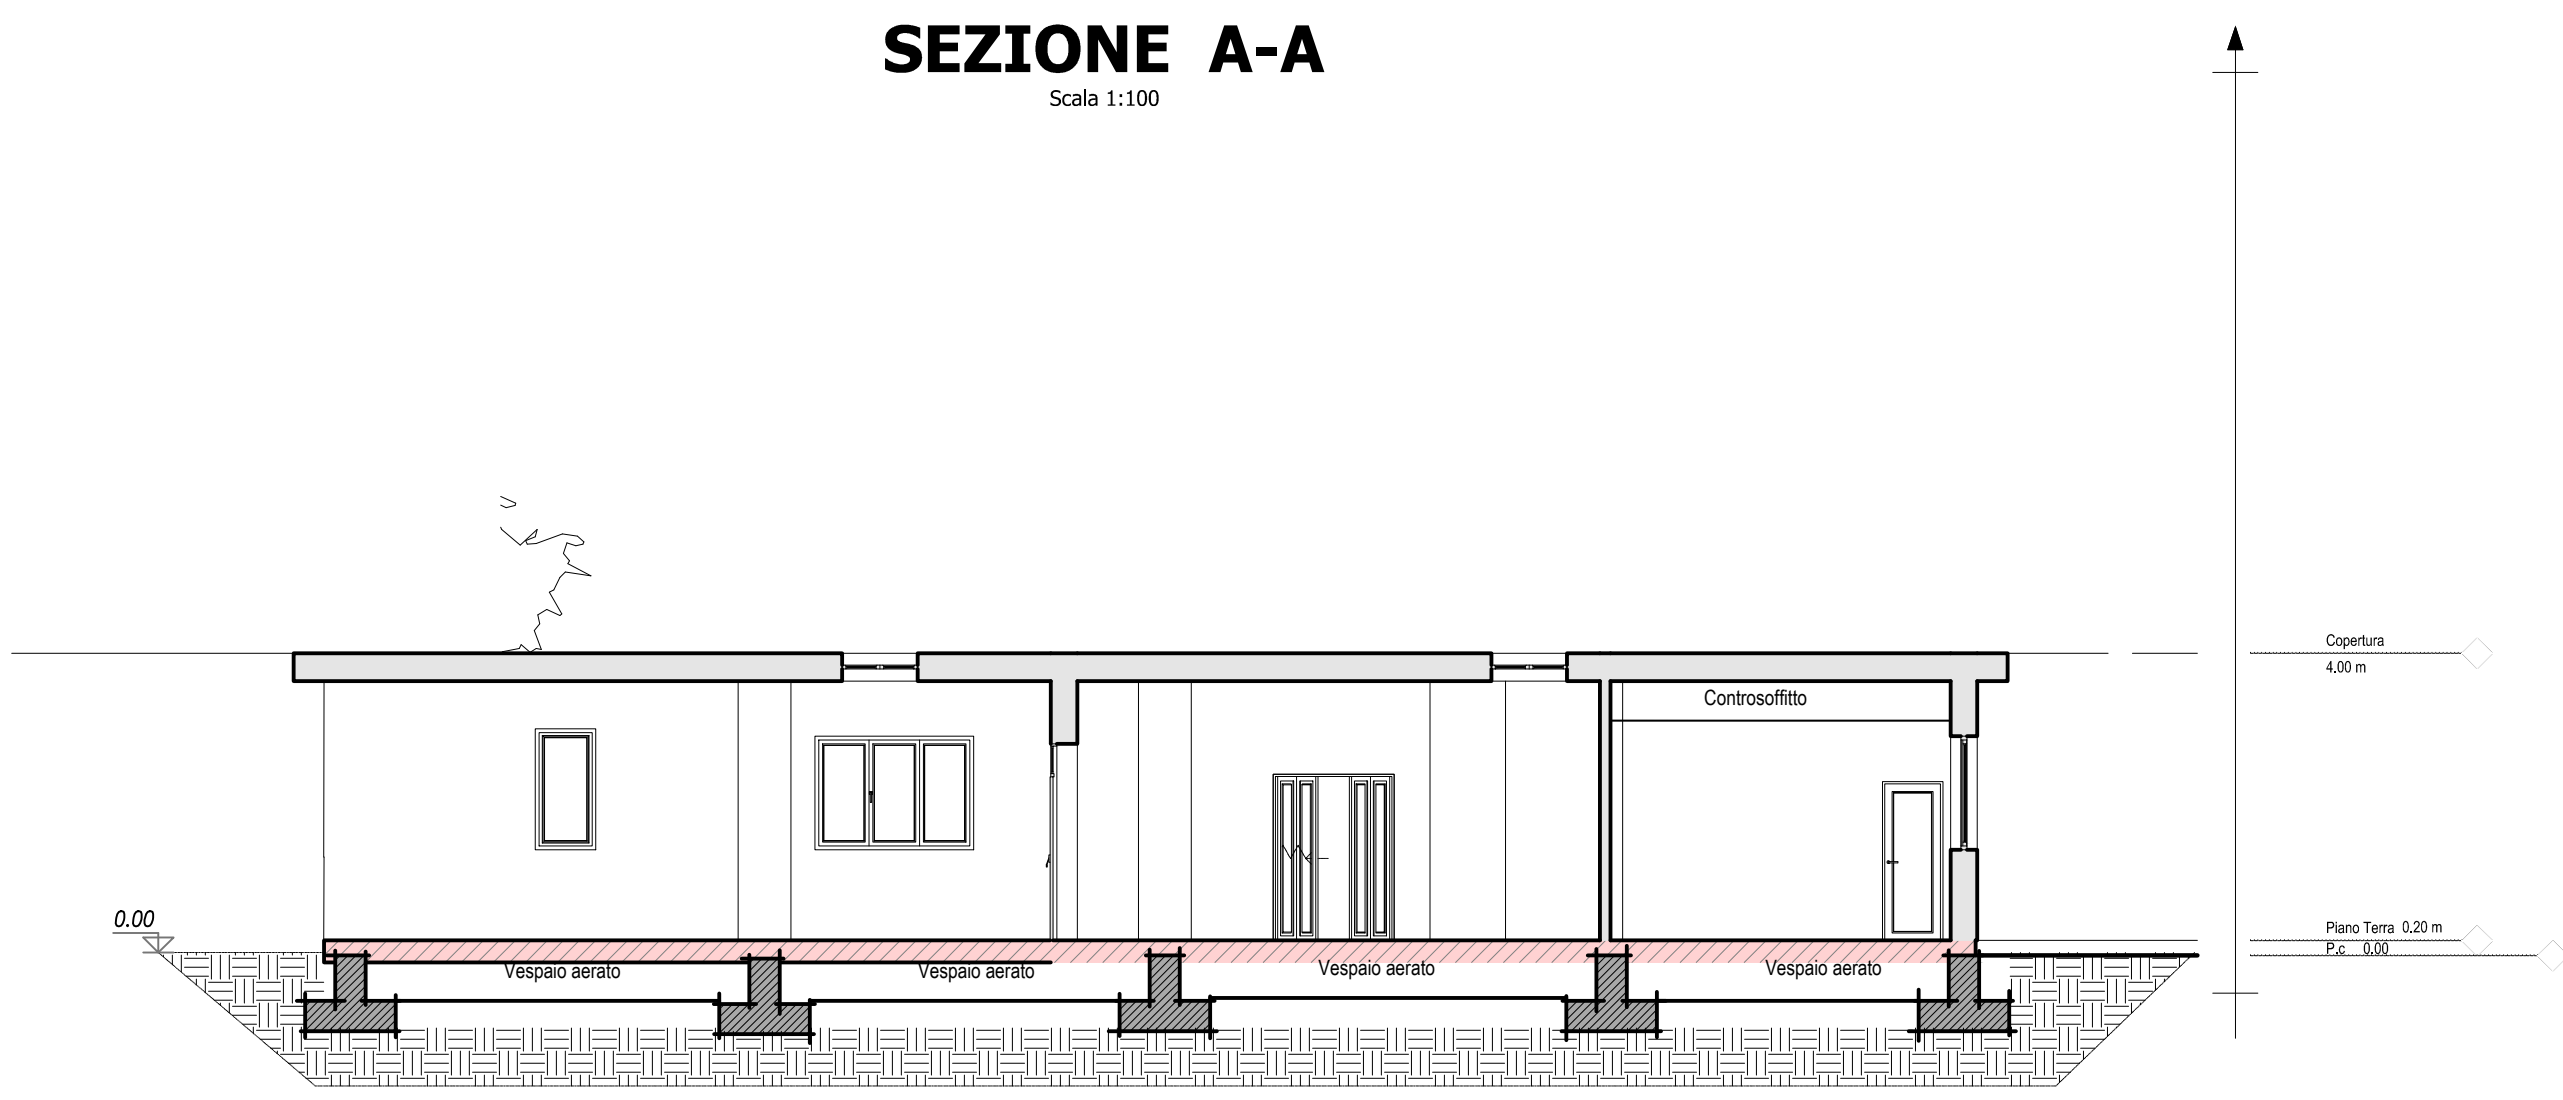 SEZIONE A-A
Scala 1:100
Copertura
4.00 m
Controsoffitto
0.00
Piano Terra 0.20 m
P.c 0.00
Vespaio aerato
Vespaio aerato
Vespaio aerato
Vespaio aerato